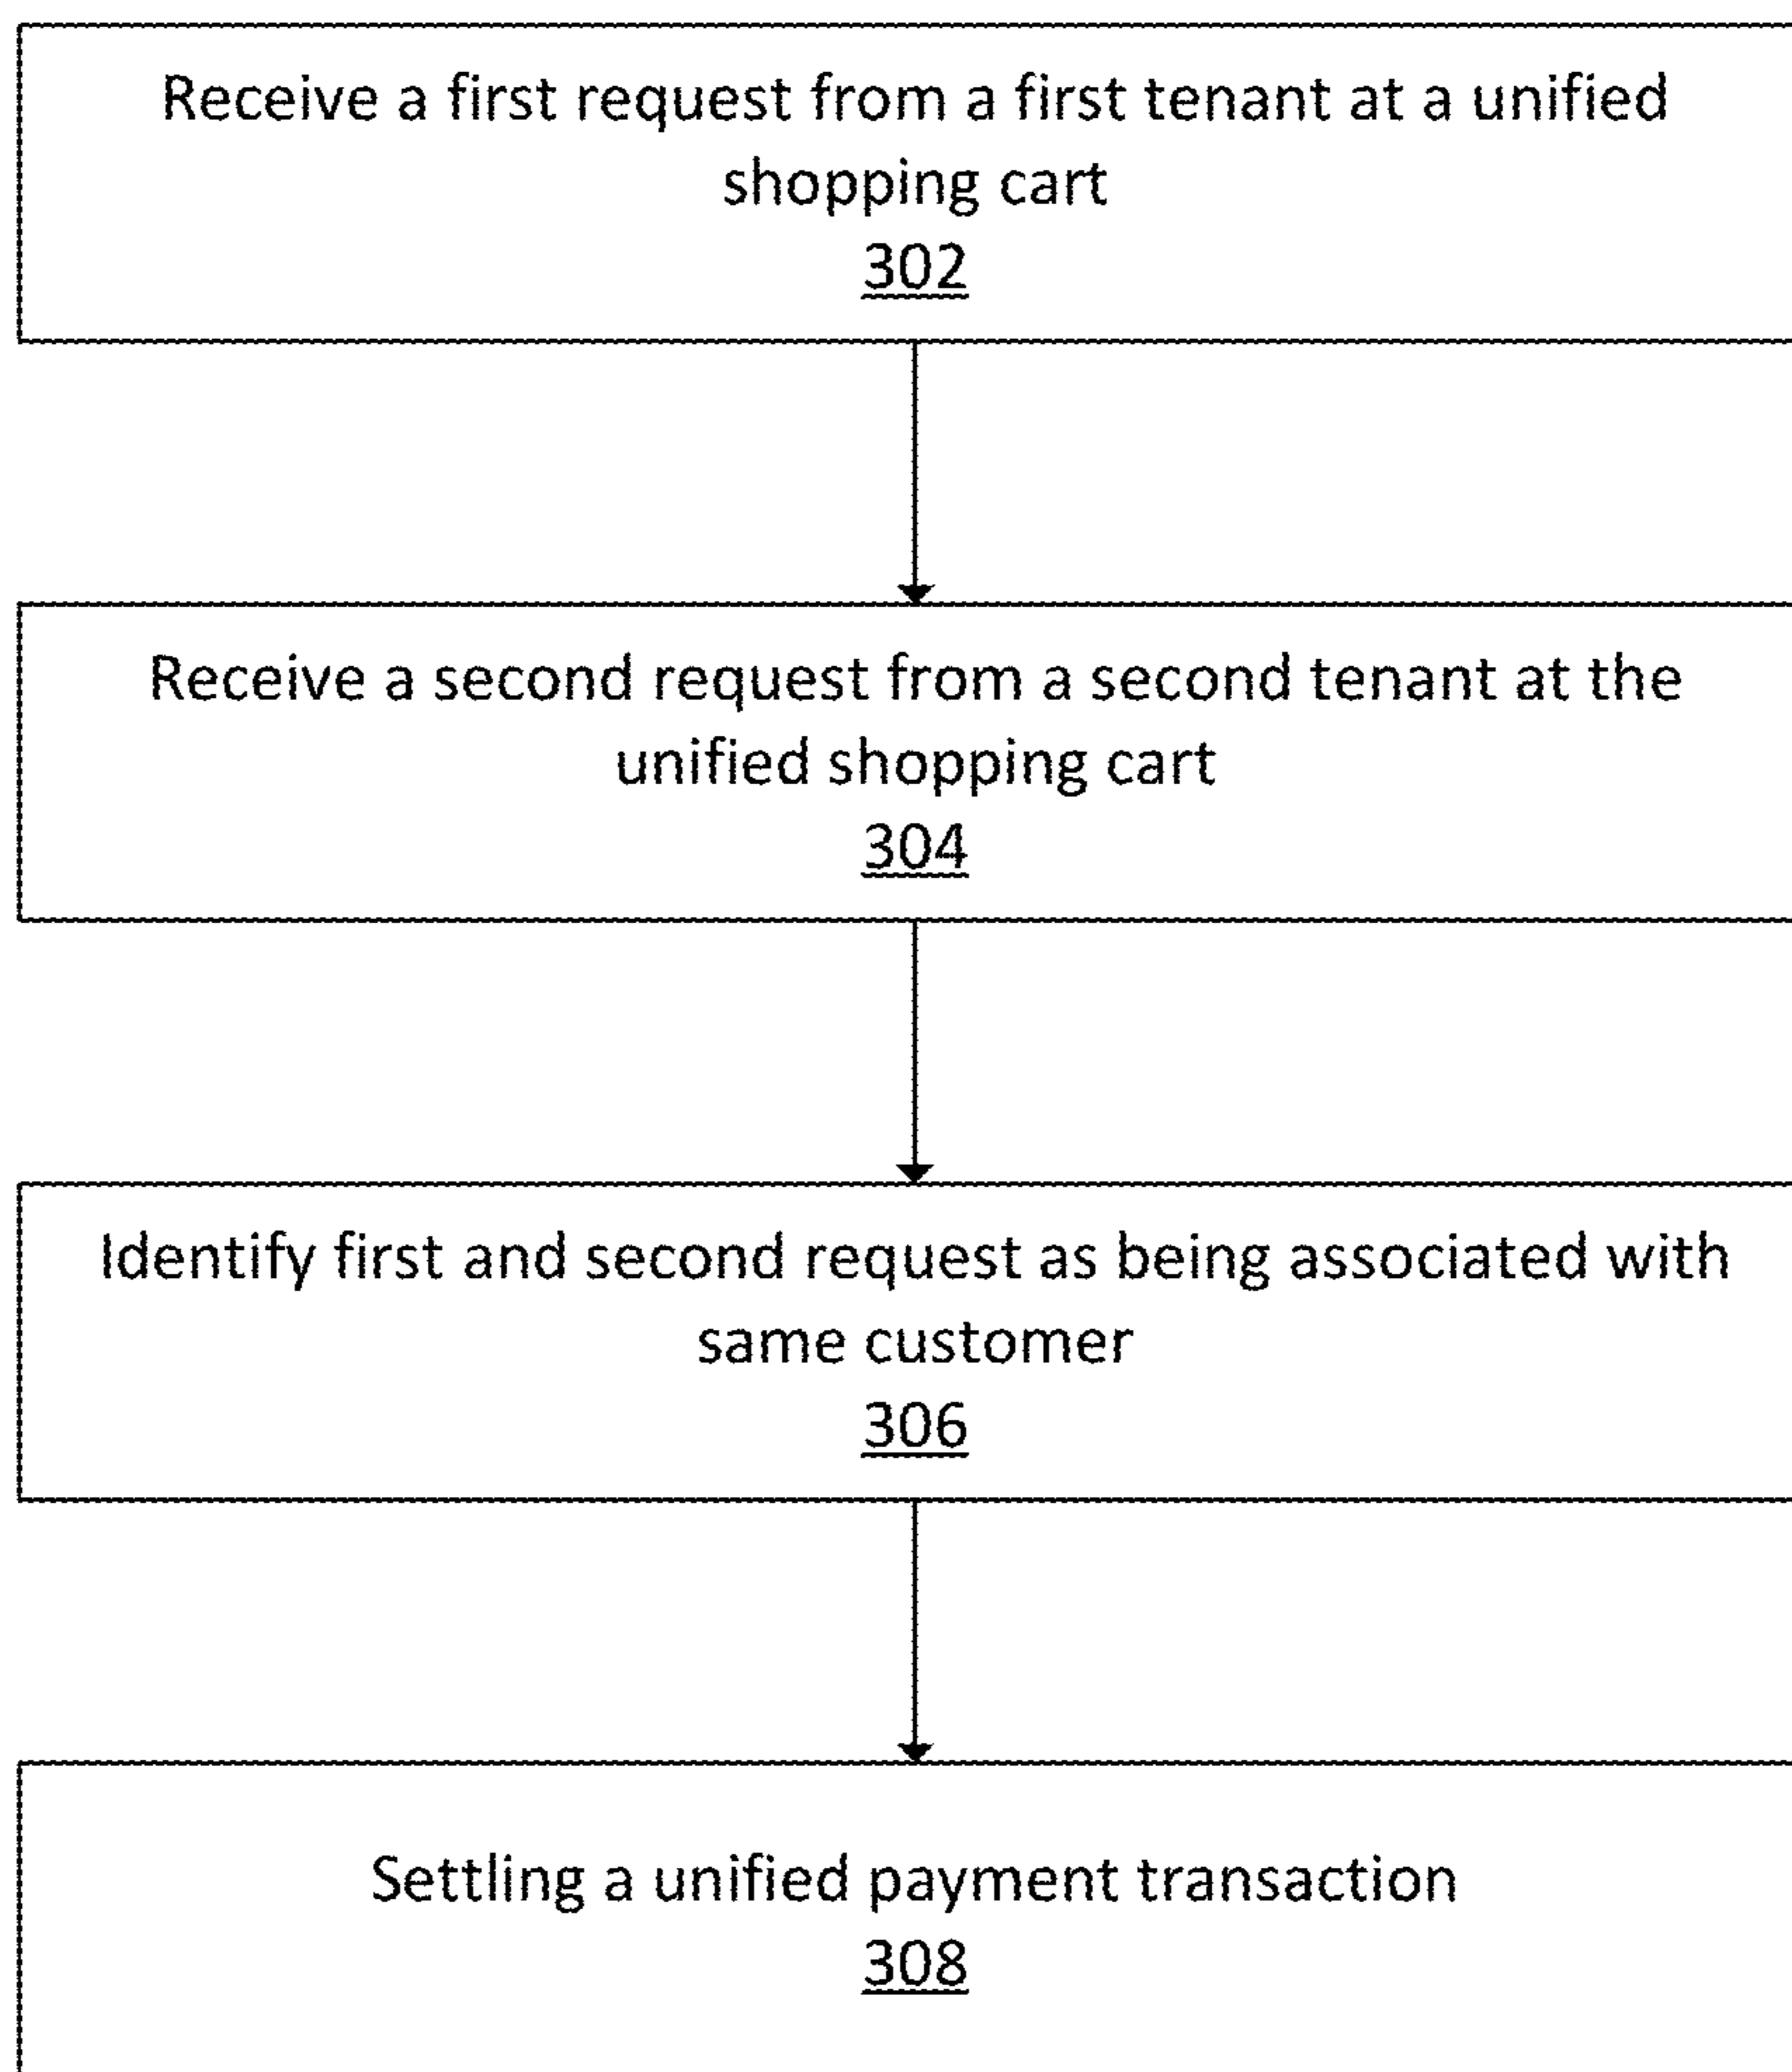 Receive a first request from a first tenant at a unified
shopping cart
302
Receive a second request from a second tenant at the
unified shopping cart
304
Identify first and second request as being associated with
same customer
306
Settling a unified payment transaction
308